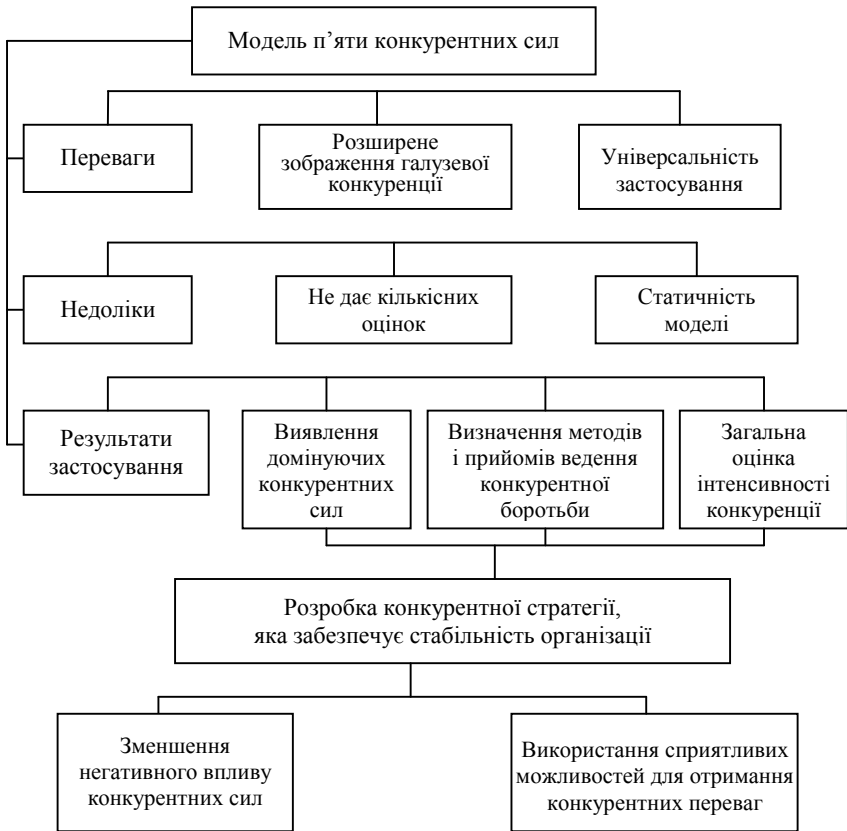 Модель п’яти конкурентних сил
Переваги
Розширене
зображення галузевої
конкуренції
Універсальність
застосування
Недоліки
Не дає кількісних
оцінок
Статичність
моделі
Результати
застосування
Виявлення
домінуючих
конкурентних
сил
Визначення методів
і прийомів ведення
конкурентної
боротьби
Загальна
оцінка
інтенсивності
конкуренції
Розробка конкурентної стратегії,
яка забезпечує стабільність організації
Зменшення
негативного впливу
конкурентних сил
Використання сприятливих
можливостей для отримання
конкурентних переваг